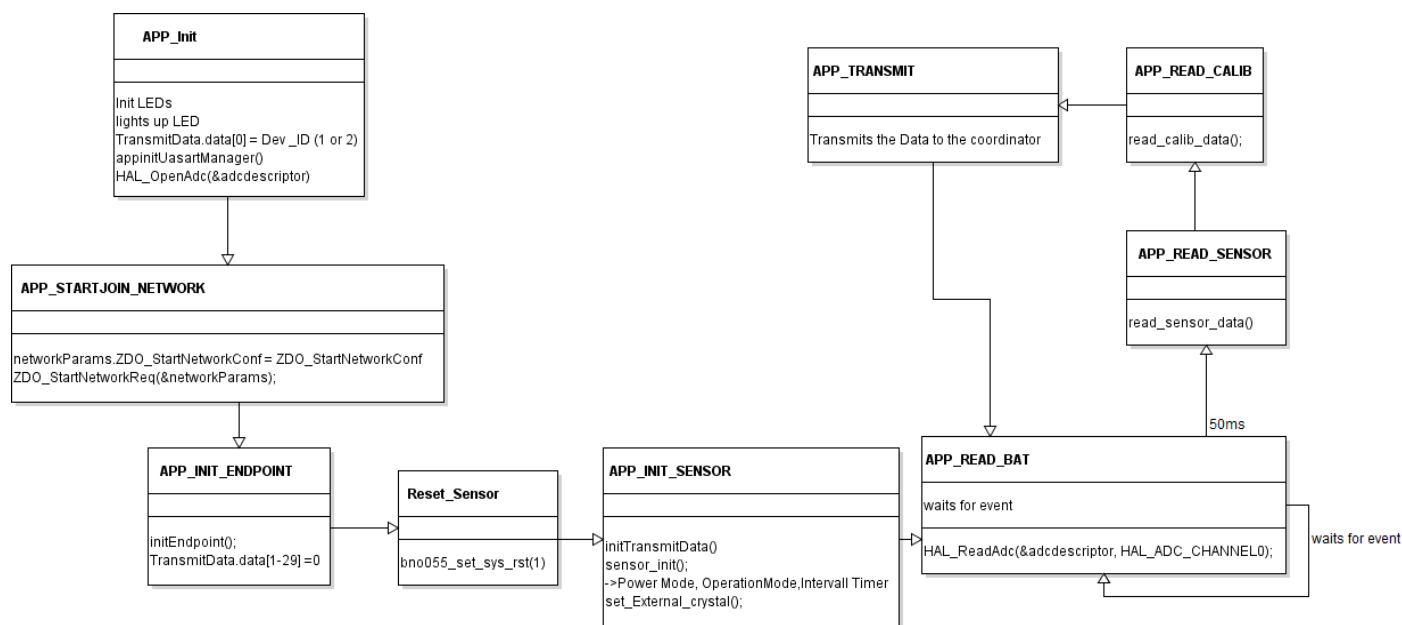 APP_Init
Init LEDs
lights up LED
TransmitData.data[0] = Dev _ID (1 or 2)
appinitUasartManager()
HAL_OpenAdc(&adcdescriptor)
APP_STARTJOIN_NETWORK
networkParams.ZDO_StartNetworkConf = ZDO_StartNetworkConf
ZDO_StartNetworkReq(&networkParams);
APP_INIT_ENDPOINT
initEndpoint();
TransmitData.data[1-29] =0
Reset_Sensor
bno055_set_sys_rst(1)
APP_INIT_SENSOR
initTransmitData()
sensor_init();
->Power Mode, OperationMode,Intervall Timer
set_External_crystal();
APP_READ_BAT
waits for event
HAL_ReadAdc(&adcdescriptor, HAL_ADC_CHANNEL0);
waits for event
50ms
APP_READ_SENSOR
read_sensor_data()
APP_READ_CALIB
read_calib_data();
APP_TRANSMIT
Transmits the Data to the coordinator